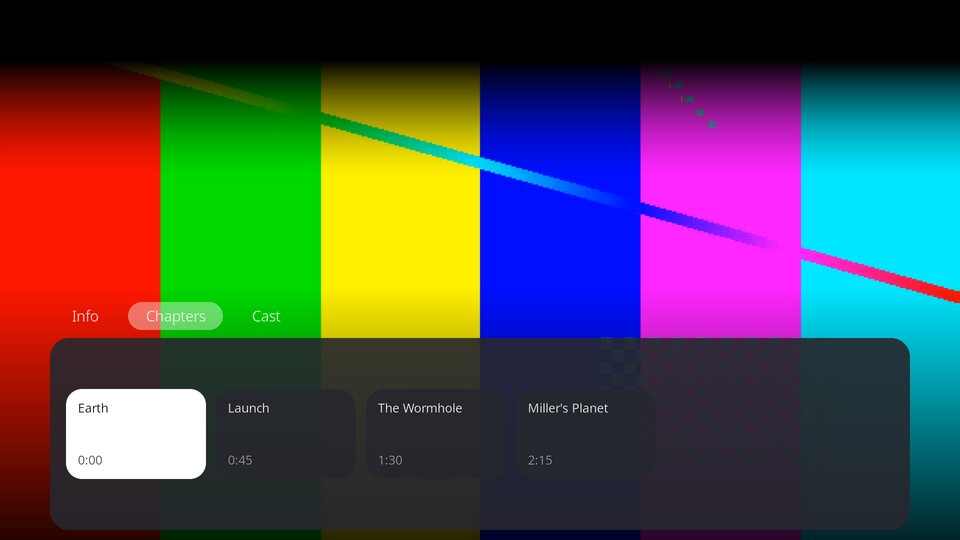 Info
Chapters
Cast
Earth
Launch
The Wormhole
Miller's Planet
0:00
0:45
1:30
2:15